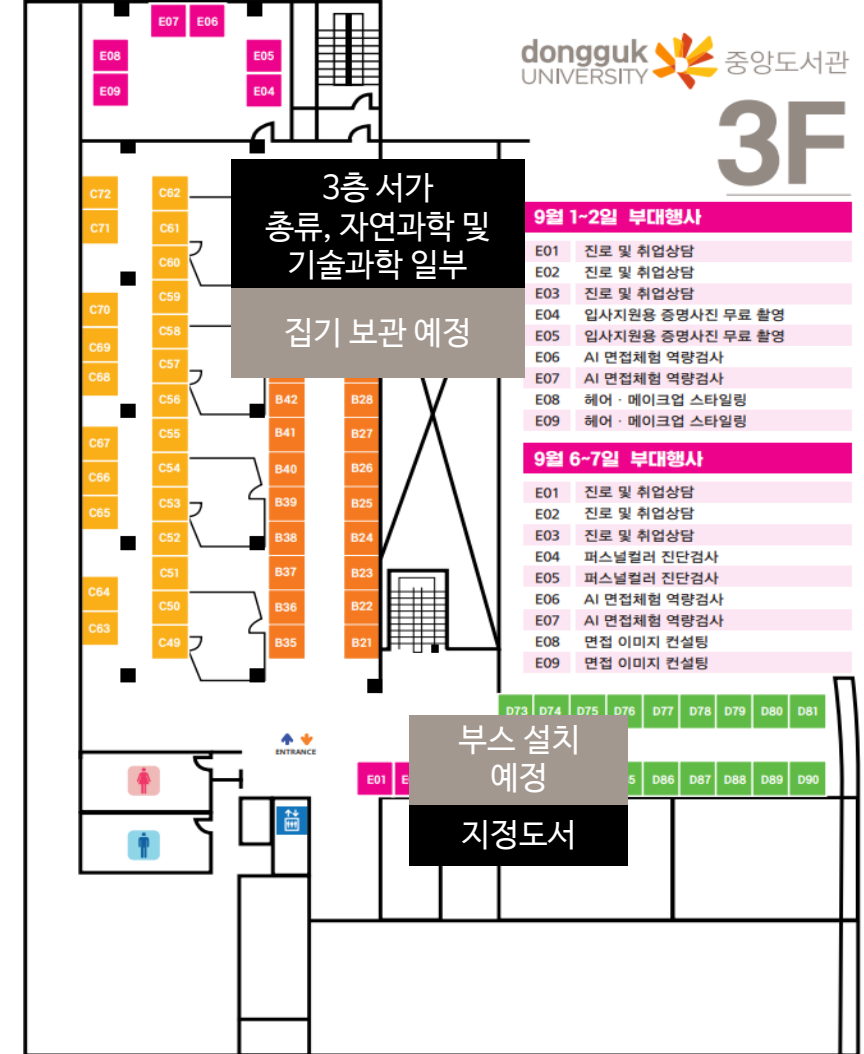 E07 E06
E08 E05
E09 E04
dongguk
UNIVERSITY
중앙도서관
3F
3층 서가
총류, 자연과학 및
기술과학 일부
집기 보관 예정
9월 1~2일 부대행사
E01 진로 및 취업상담
E02 진로 및 취업상담
E03 진로 및 취업상담
E04 입사지원용 증명사진 무료 촬영
E05 입사지원용 증명사진 무료 촬영
E06 AI 면접체험 역량검사
E07 AI 면접체험 역량검사
E08 헤어 · 메이크업 스타일링
E09 헤어 · 메이크업 스타일링
9월 6~7일 부대행사
E01 진로 및 취업상담
E02 진로 및 취업상담
E03 진로 및 취업상담
E04 퍼스널컬러 진단검사
E05 퍼스널컬러 진단검사
E06 AI 면접체험 역량검사
E07 AI 면접체험 역량검사
E08 면접 이미지 컨설팅
E09 면접 이미지 컨설팅
C72 C62
C71 C61
C60
C59
C70 C58
C69 C57
C68 C56 B42 B28
C67 C55 B41 B27
C66 C54 B40 B26
C65 C53 B39 B25
C52 B38 B24
C51 B37 B23
C64 C50 B36 B22
C63 C49 B35 B21
D73 D74 D75 D76 D77 D78 D79 D80 D81
ENTRANCE
부스 설치
예정
E01 D86 D87 D88 D89 D90
지정도서